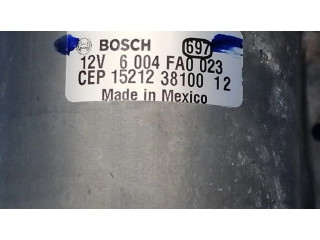 BOSCH 697
12V 6 004 FA0 023
CEP 15212 38100 12
Made in Mexico